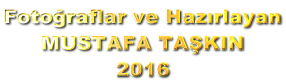 Fotoğraflar ve Hazırlayan
MUSTAFA TAŞKIN
2016